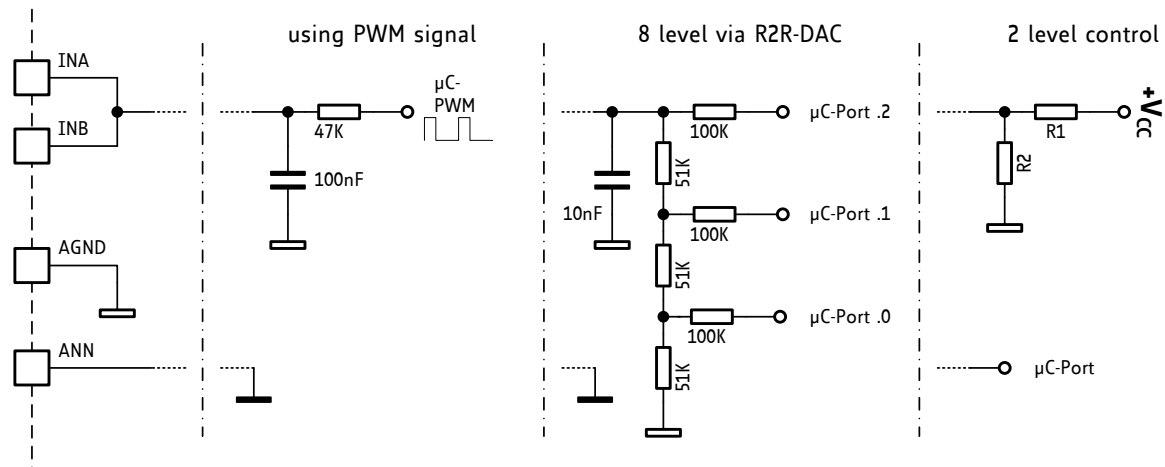 using PWM signal
8 level via R2R-DAC
2 level control
INA
INB
AGND
ANN
47K
100nF
µC-
PWM
100K
µC-Port .2
51K
10nF
100K
µC-Port .1
51K
100K
µC-Port .0
51K
+VCC
R1
R2
µC-Port